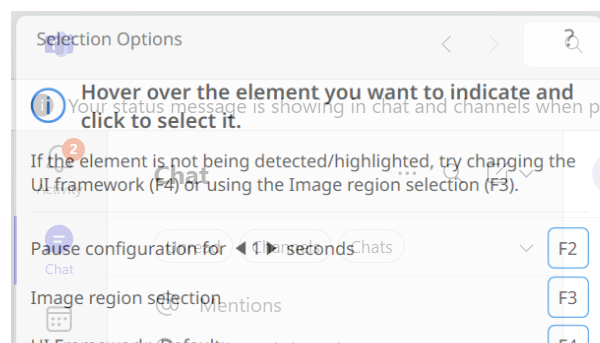 Selection Options
?
Hover over the element you want to indicate and
Your status message is showing in chat and channels when p
click to select it.
2
If the element is not being detected/highlighted, try changing the
Chat
Activity
UI framework (F4) or using the Image region selection (F3).
Pause configuration for 1 seconds
F2
Unread
Channels
Chats
Chat
Image region selection
F3
@ Mentions
UI Framework: Default
F4